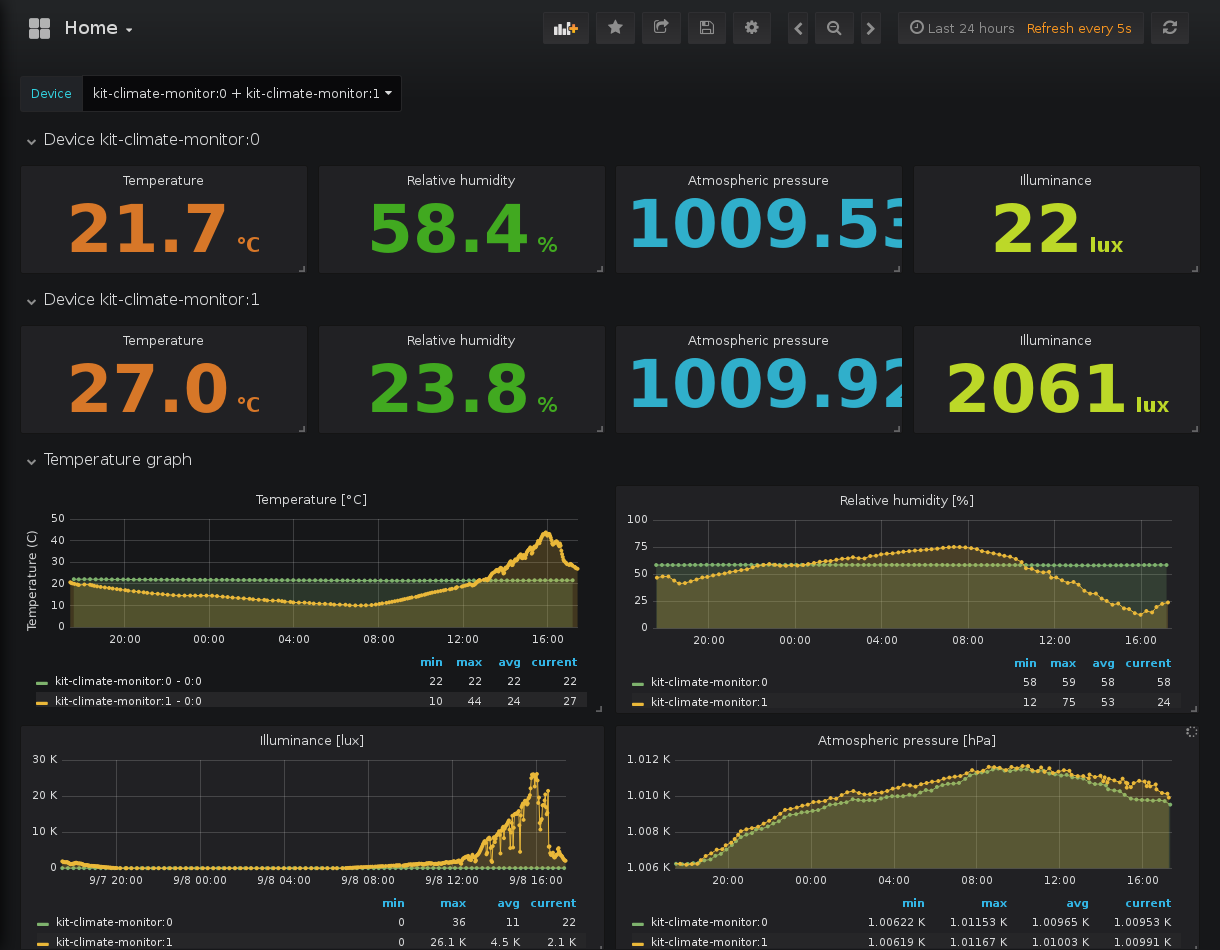 Home
Last 24 hours Refresh every 5s
Device kit-climate-monitor:0 + kit-climate-monitor:1
Device kit-climate-monitor:0
Temperature Relative humidity Atmospheric pressure Illuminance
21.7 °C 58.4 % 1009.53 22 lux
Device kit-climate-monitor:1
Temperature Relative humidity Atmospheric pressure Illuminance
27.0 °C 23.8 % 1009.92 2061 lux
Temperature graph
Temperature [°C]
Temperature (C)
50
40
30
20
10
0
20:00 00:00 04:00 08:00 12:00 16:00
min max avg current
kit-climate-monitor:0 - 0:0 22 22 22 22
kit-climate-monitor:1 - 0:0 10 44 24 27
Relative humidity [%]
100
75
50
25
0
20:00 00:00 04:00 08:00 12:00 16:00
min max avg current
kit-climate-monitor:0 58 59 58 58
kit-climate-monitor:1 12 75 53 24
Illuminance [lux]
30 K
20 K
10 K
0
9/7 20:00 9/8 00:00 9/8 04:00 9/8 08:00 9/8 12:00 9/8 16:00
min max avg current
kit-climate-monitor:0 0 36 11 22
kit-climate-monitor:1 0 26.1 K 4.5 K 2.1 K
Atmospheric pressure [hPa]
1.012 K
1.010 K
1.008 K
1.006 K
20:00 00:00 04:00 08:00 12:00 16:00
min max avg current
kit-climate-monitor:0 1.00622 K 1.01153 K 1.00965 K 1.00953 K
kit-climate-monitor:1 1.00619 K 1.01167 K 1.01003 K 1.00991 K